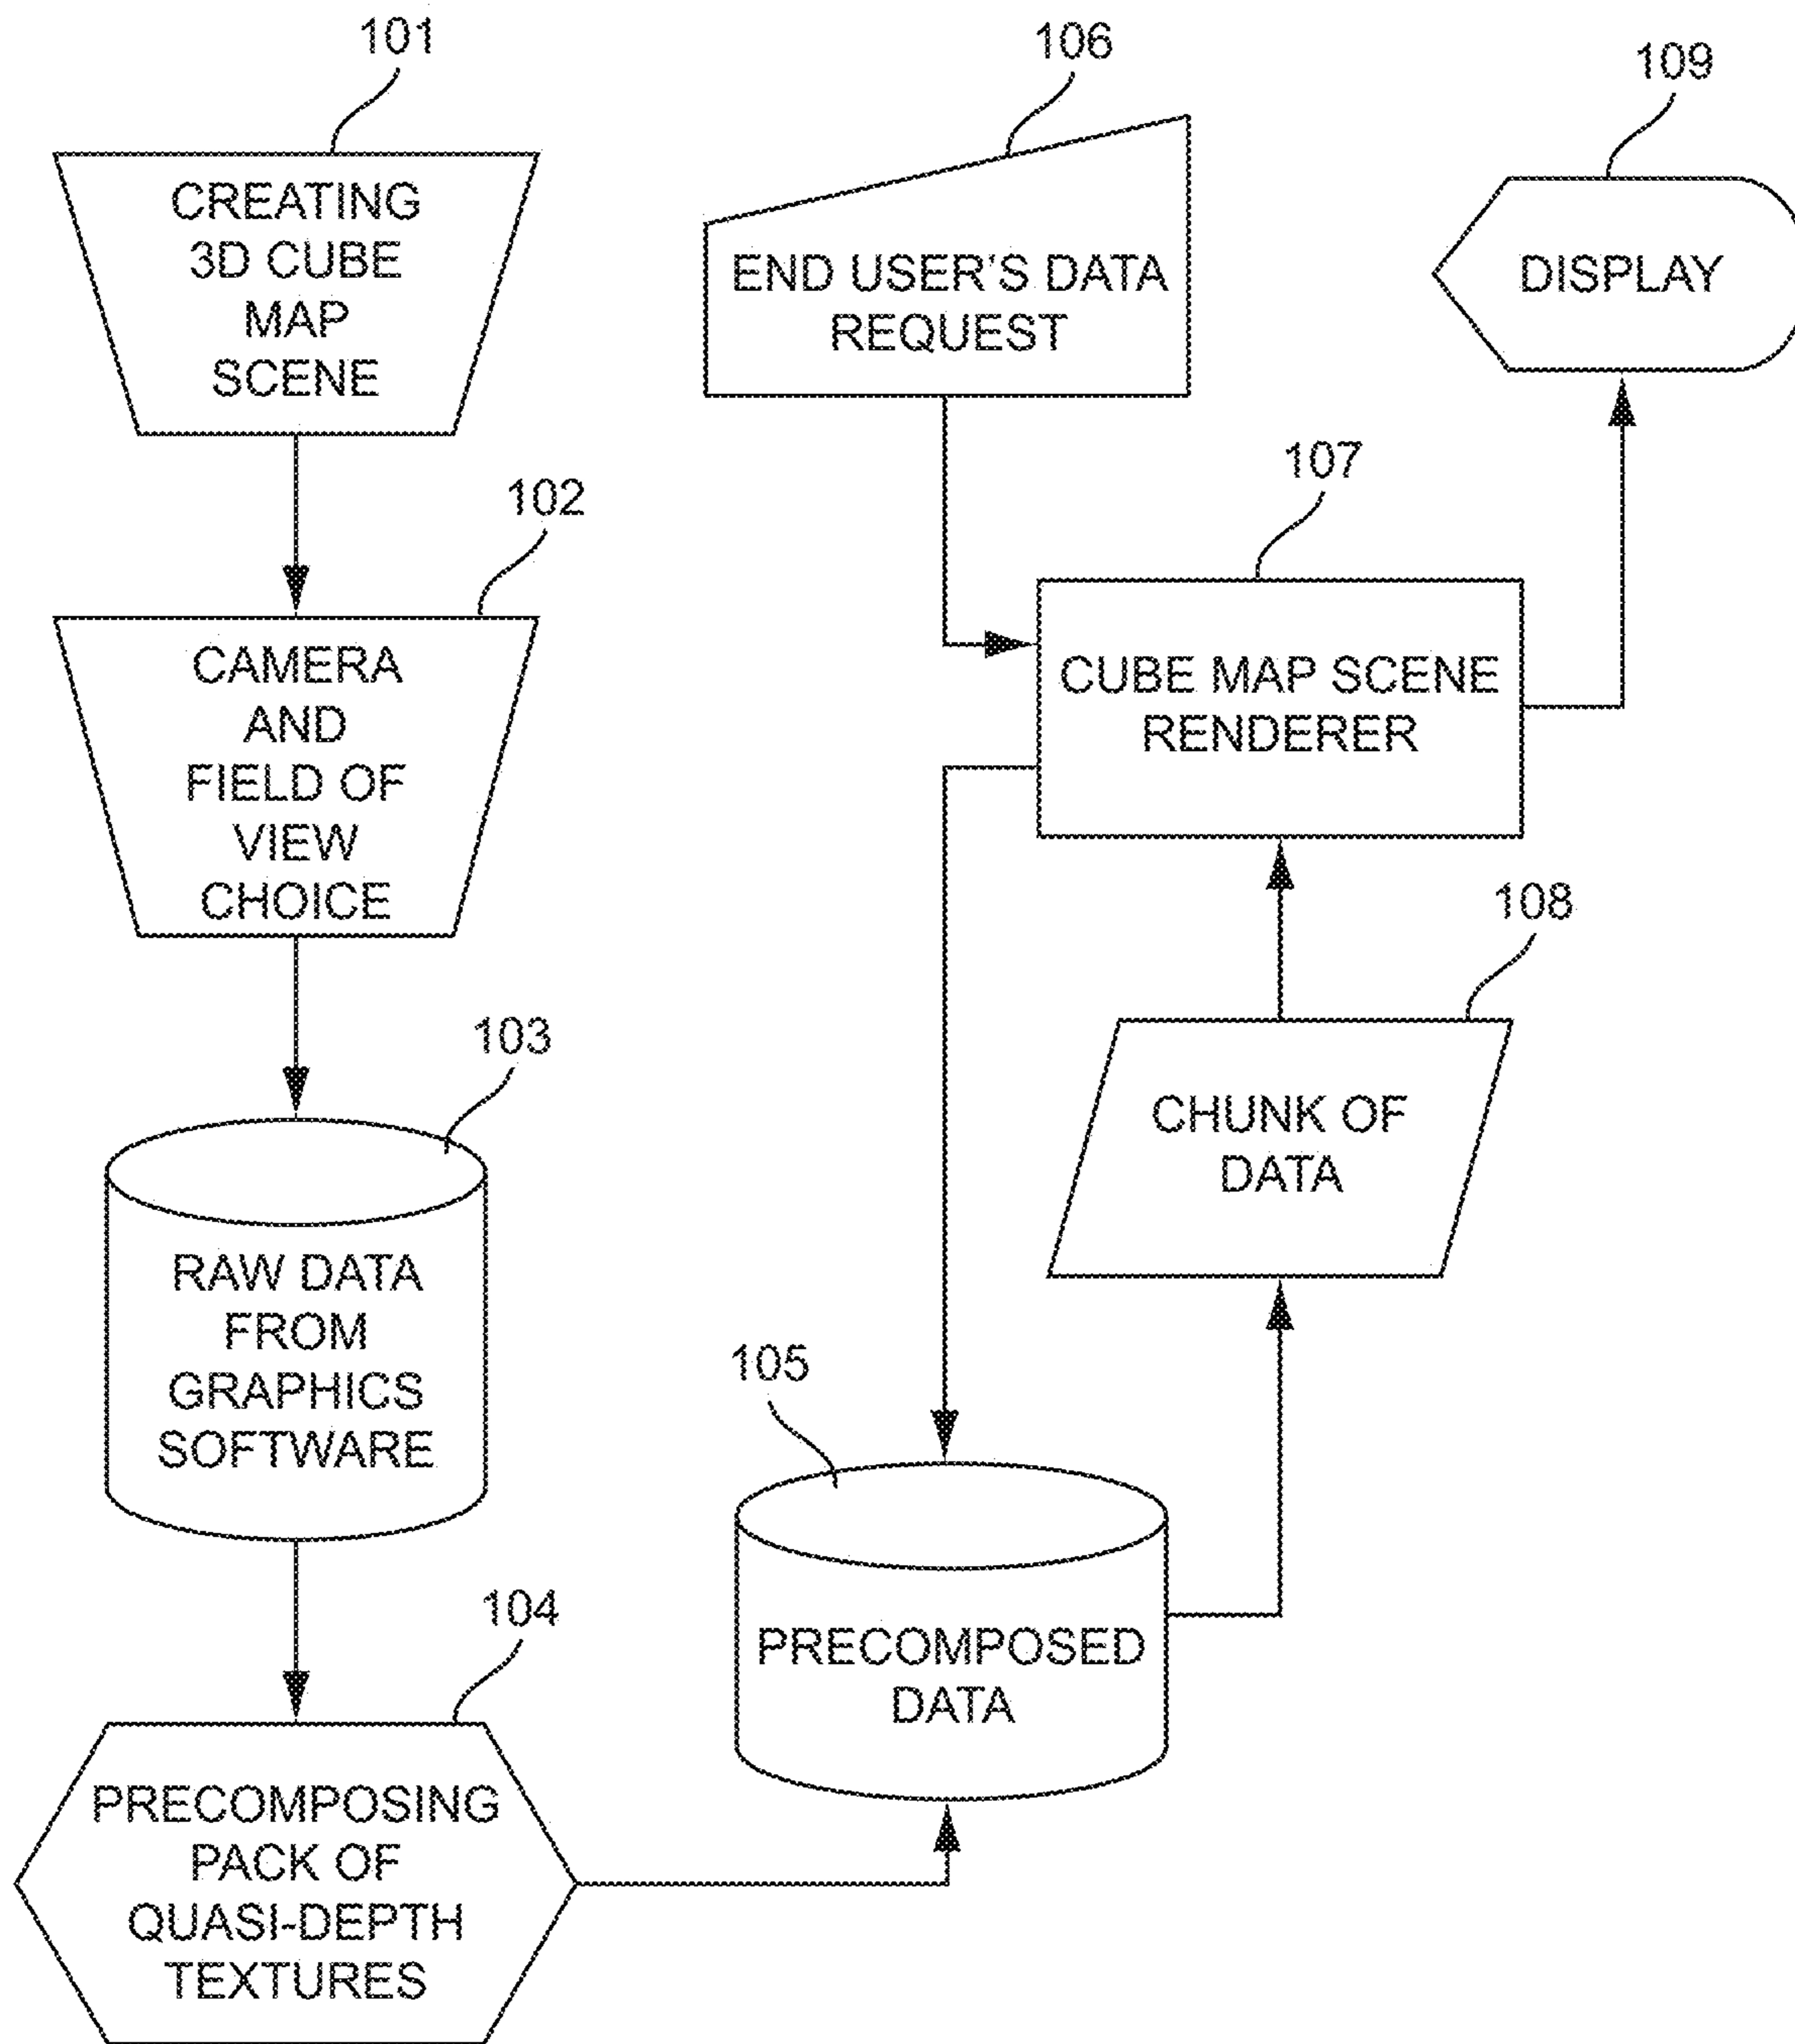 101
CREATING
3D CUBE
MAP
SCENE
102
CAMERA
AND
FIELD OF
VIEW
CHOICE
103
RAW DATA
FROM
GRAPHICS
SOFTWARE
104
PRECOMPOSING
PACK OF
QUASI-DEPTH
TEXTURES
105
PRECOMPOSED
DATA
106
END USER'S DATA
REQUEST
107
CUBE MAP SCENE
RENDERER
108
CHUNK OF
DATA
109
DISPLAY